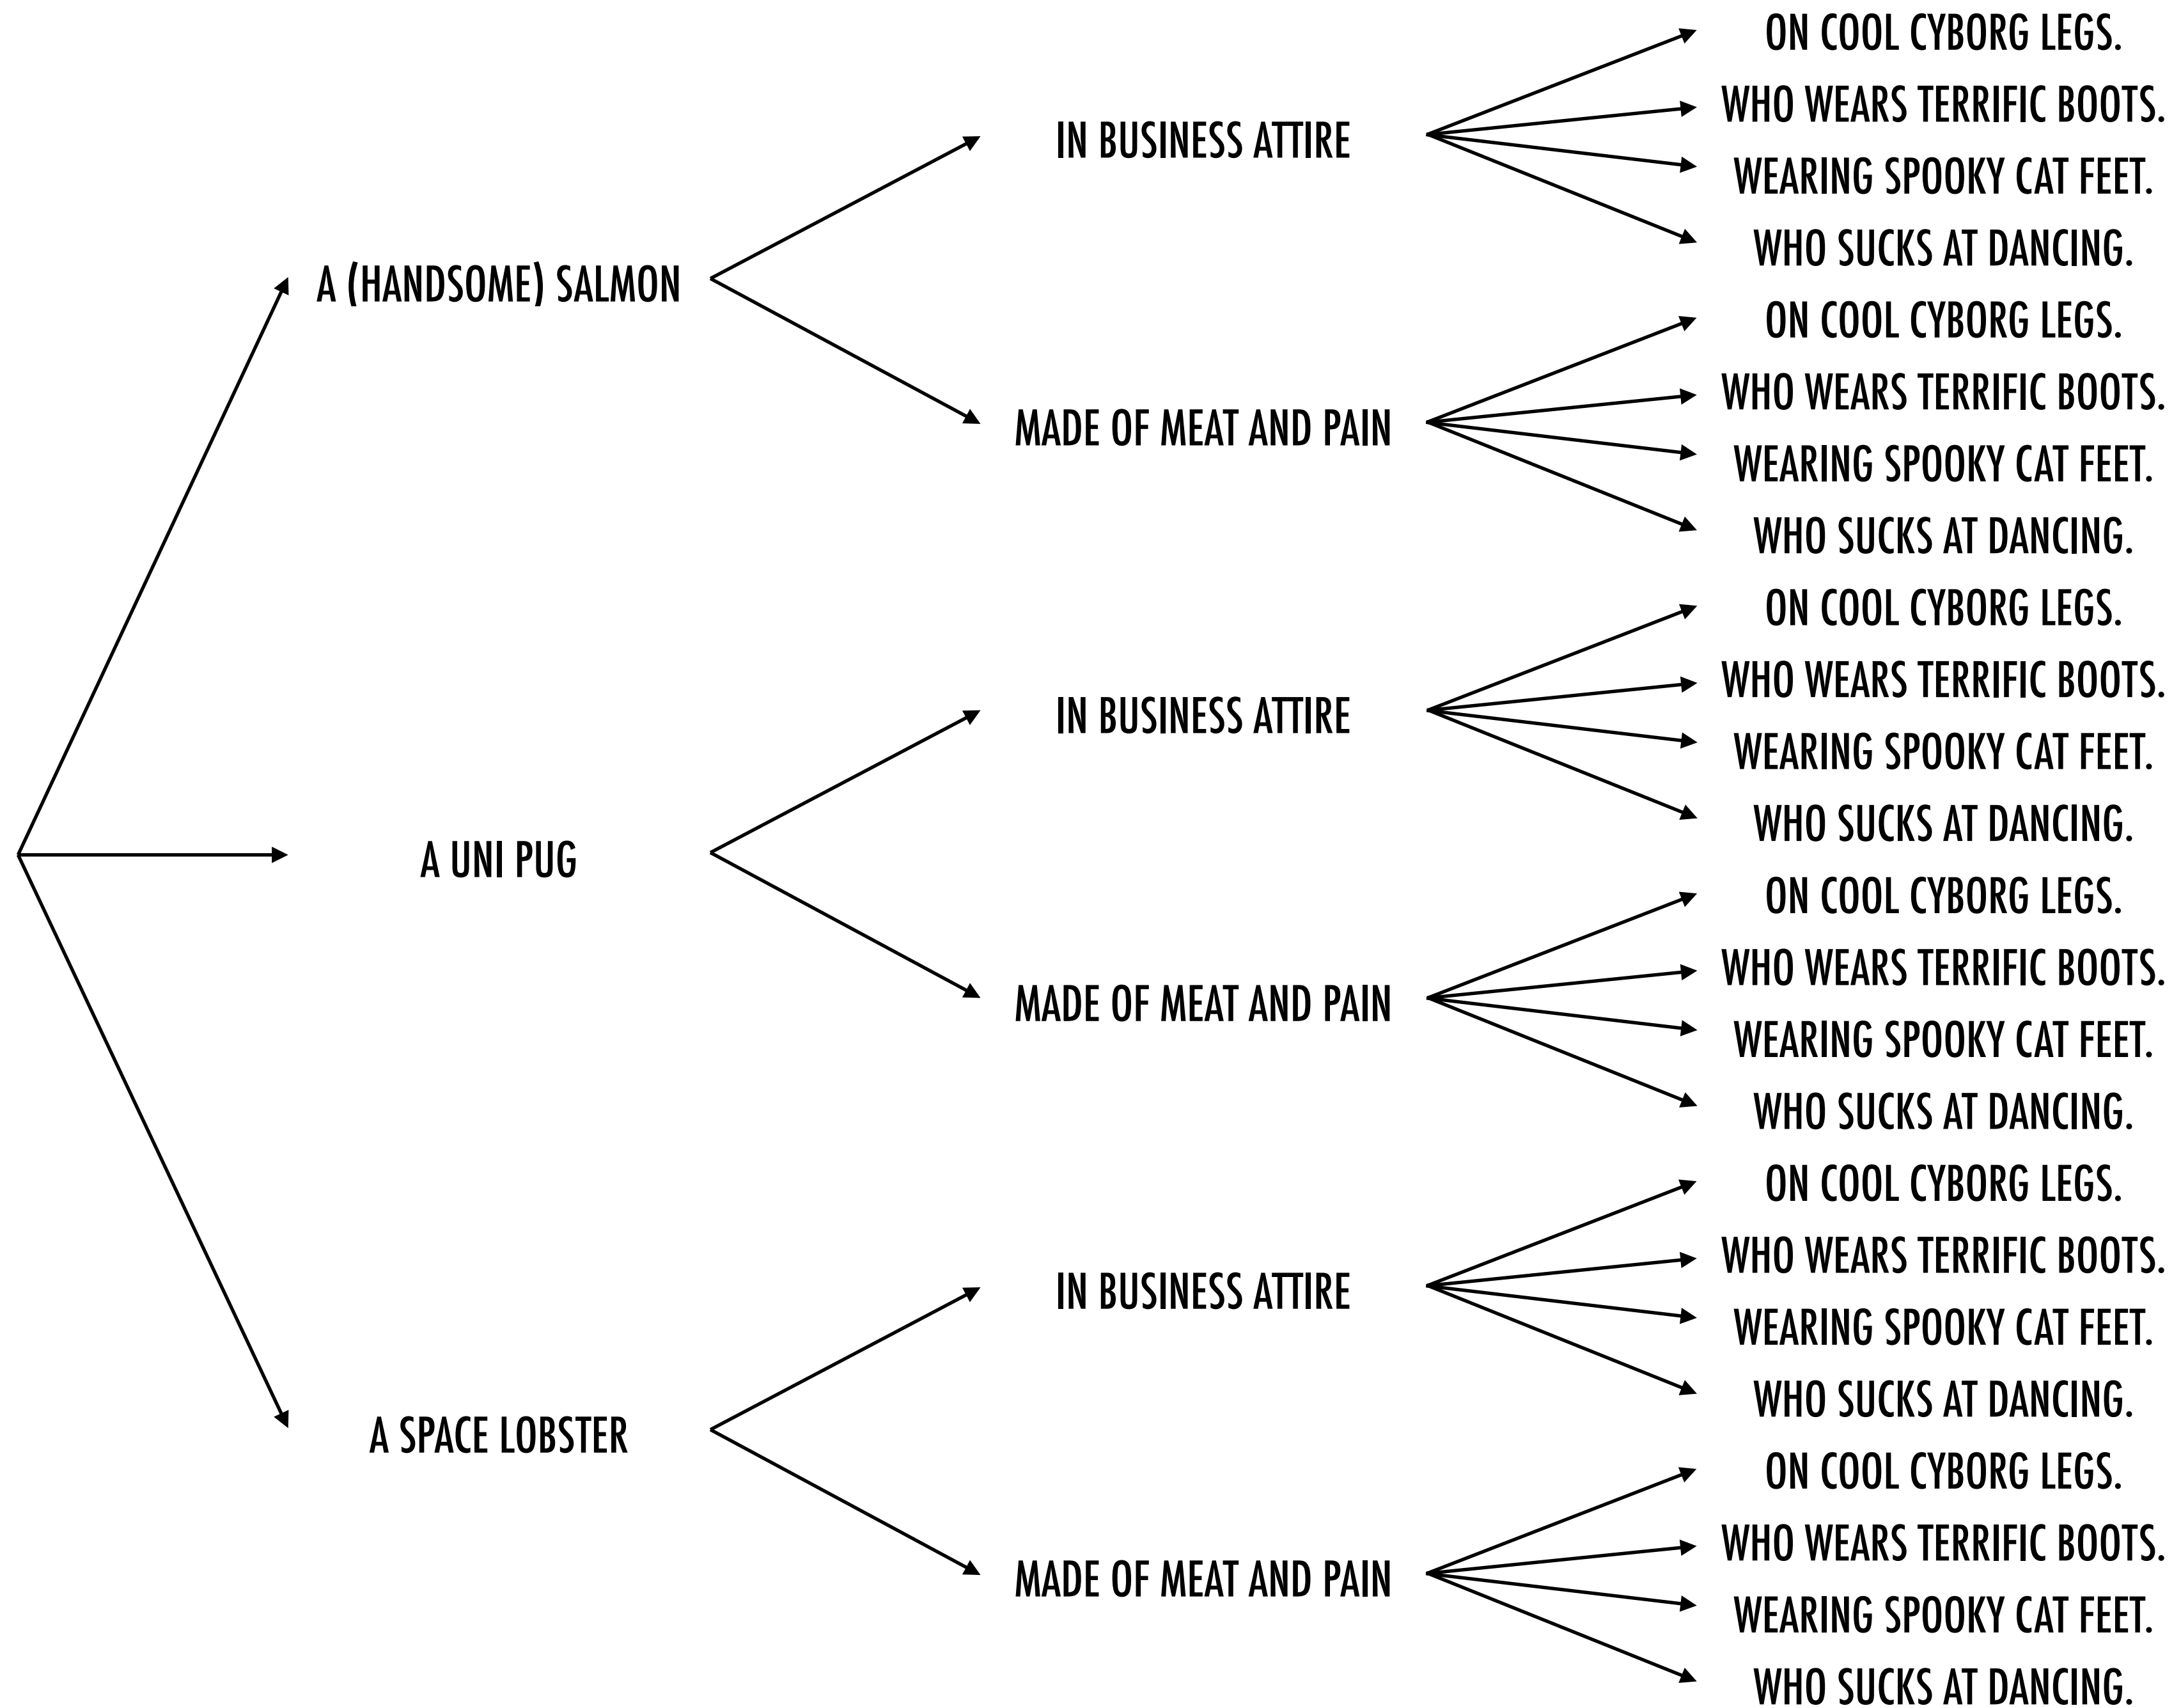 ON COOL CYBORG LEGS.
WHO WEARS TERRIFIC BOOTS.
IN BUSINESS ATTIRE
WEARING SPOOKY CAT FEET.
WHO SUCKS AT DANCING.
A (HANDSOME) SALMON
ON COOL CYBORG LEGS.
WHO WEARS TERRIFIC BOOTS.
MADE OF MEAT AND PAIN
WEARING SPOOKY CAT FEET.
WHO SUCKS AT DANCING.
ON COOL CYBORG LEGS.
WHO WEARS TERRIFIC BOOTS.
IN BUSINESS ATTIRE
WEARING SPOOKY CAT FEET.
WHO SUCKS AT DANCING.
A UNI PUG
ON COOL CYBORG LEGS.
WHO WEARS TERRIFIC BOOTS.
MADE OF MEAT AND PAIN
WEARING SPOOKY CAT FEET.
WHO SUCKS AT DANCING.
ON COOL CYBORG LEGS.
WHO WEARS TERRIFIC BOOTS.
IN BUSINESS ATTIRE
WEARING SPOOKY CAT FEET.
WHO SUCKS AT DANCING.
A SPACE LOBSTER
ON COOL CYBORG LEGS.
WHO WEARS TERRIFIC BOOTS.
MADE OF MEAT AND PAIN
WEARING SPOOKY CAT FEET.
WHO SUCKS AT DANCING.